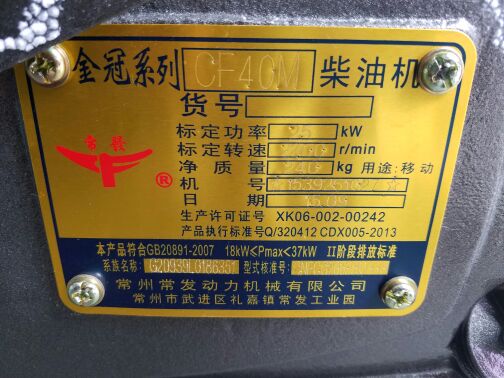 金冠系列 CF40M 柴油机
货号
常發 ®
标定功率 25 kW
标定转速 r/min
净质量 kg 用途:移动
机号
日期 15.09
生产许可证号 XK06-002-00242
产品执行标准号Q/320412 CDX005-2013
本产品符合GB20891-2007 18kW≤Pmax<37kW II阶段排放标准
系族名称: 型式核准号:
常州常发动力机械有限公司
常州市武进区礼嘉镇常发工业园